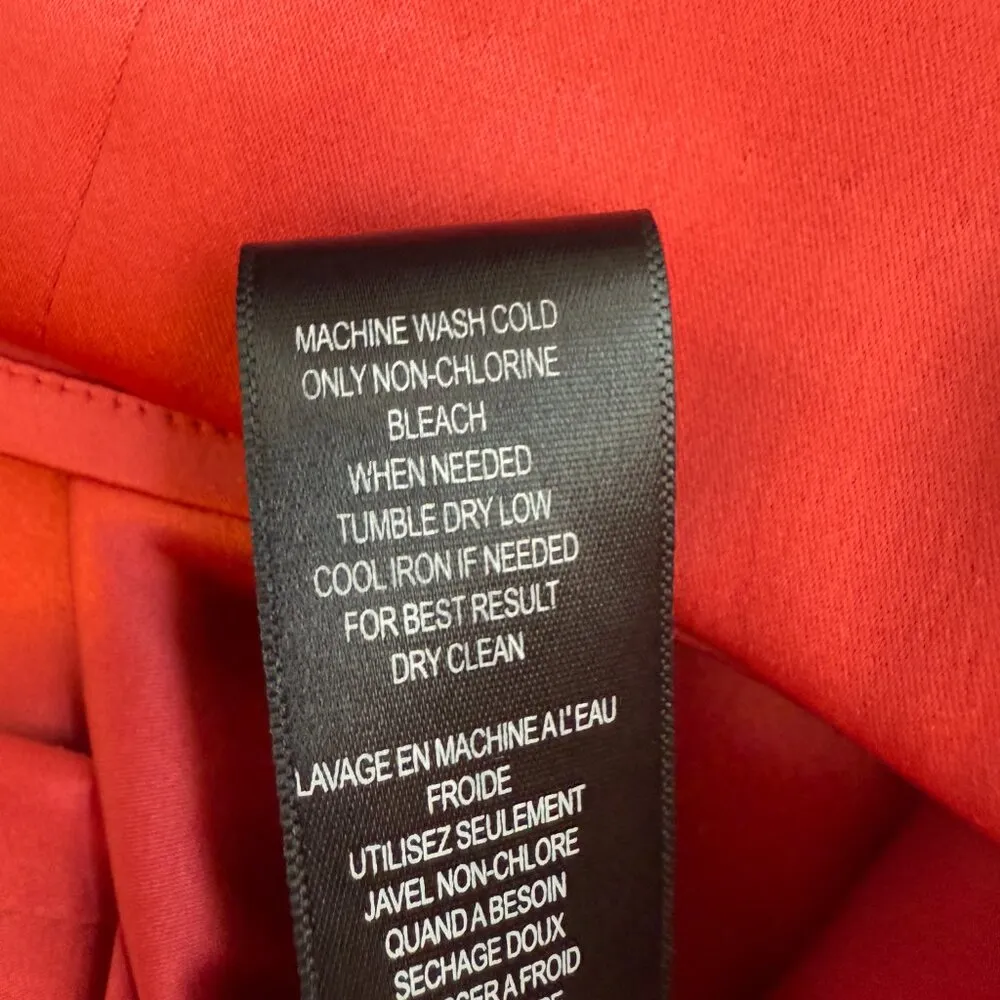 MACHINE WASH COLD
ONLY NON-CHLORINE
BLEACH
WHEN NEEDED
TUMBLE DRY LOW
COOL IRON IF NEEDED
FOR BEST RESULT
DRY CLEAN
LAVAGE EN MACHINE A L'EAU
FROIDE
UTILISEZ SEULEMENT
JAVEL NON-CHLORE
QUAND A BESOIN
SECHAGE DOUX
A FROID